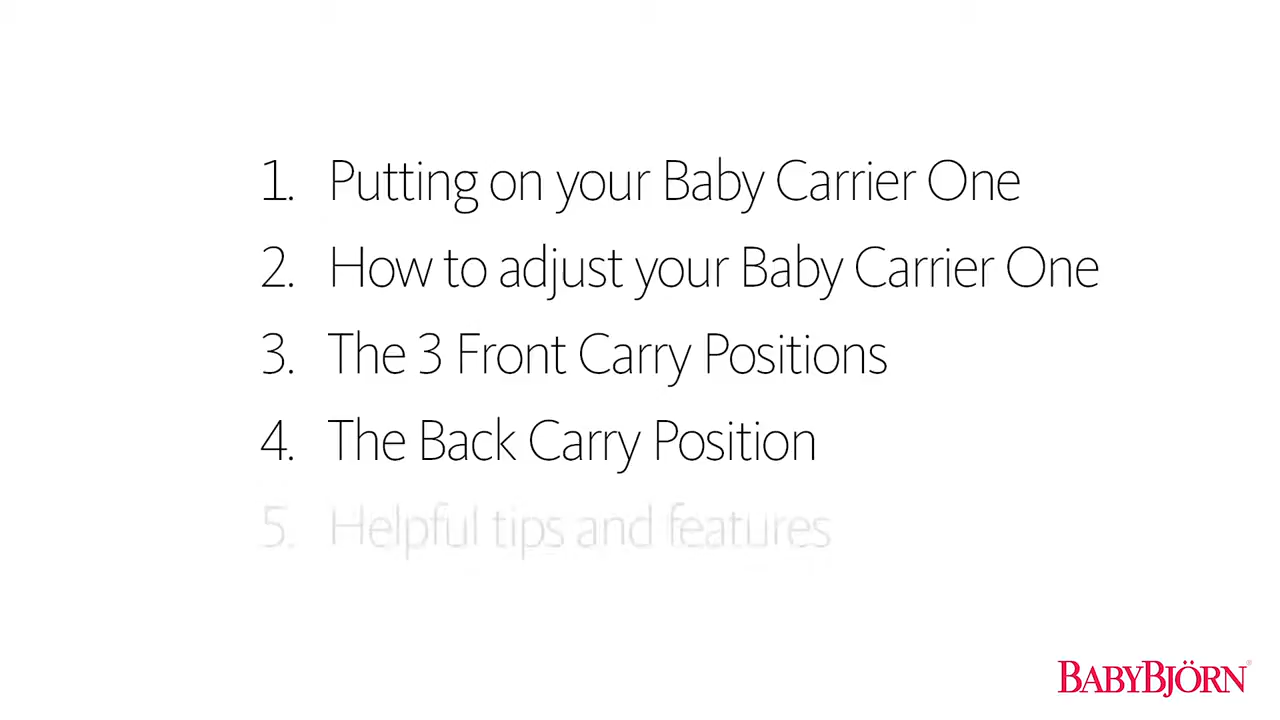 1. Putting on your Baby Carrier One
2. How to adjust your Baby Carrier One
3. The 3 Front Carry Positions
4. The Back Carry Position
5. Helpful tips and features
BABYBJÖRN®